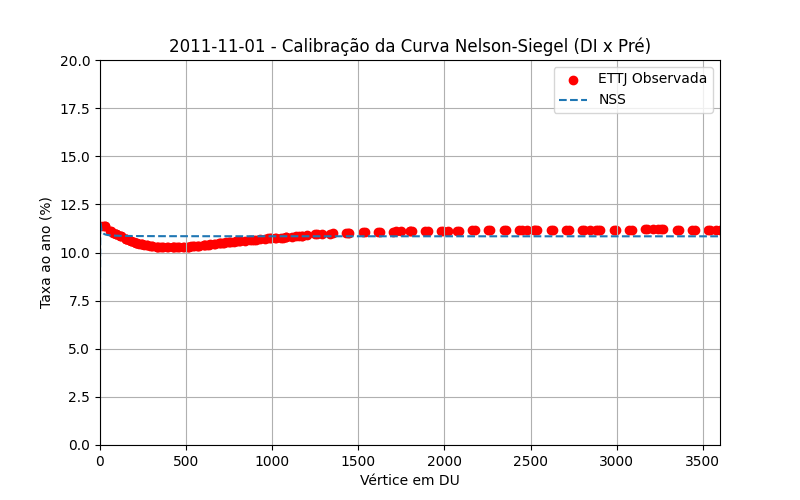 2011-11-01 - Calibração da Curva Nelson-Siegel (DI x Pré)
ETTJ Observada
NSS
20.0
17.5
15.0
12.5
10.0
7.5
5.0
2.5
0.0
Taxa ao ano (%)
0 500 1000 1500 2000 2500 3000 3500
Vértice em DU